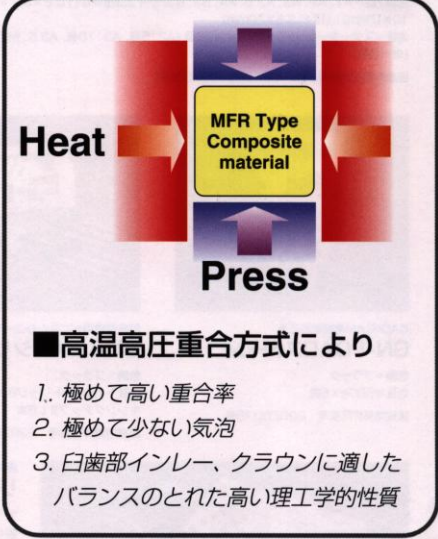 Heat
MFR Type
Composite
material
Press
■高温高圧重合方式により
1. 極めて高い重合率
2. 極めて少ない気泡
3. 臼歯部インレー、クラウンに適した
バランスのとれた高い理工学的性質